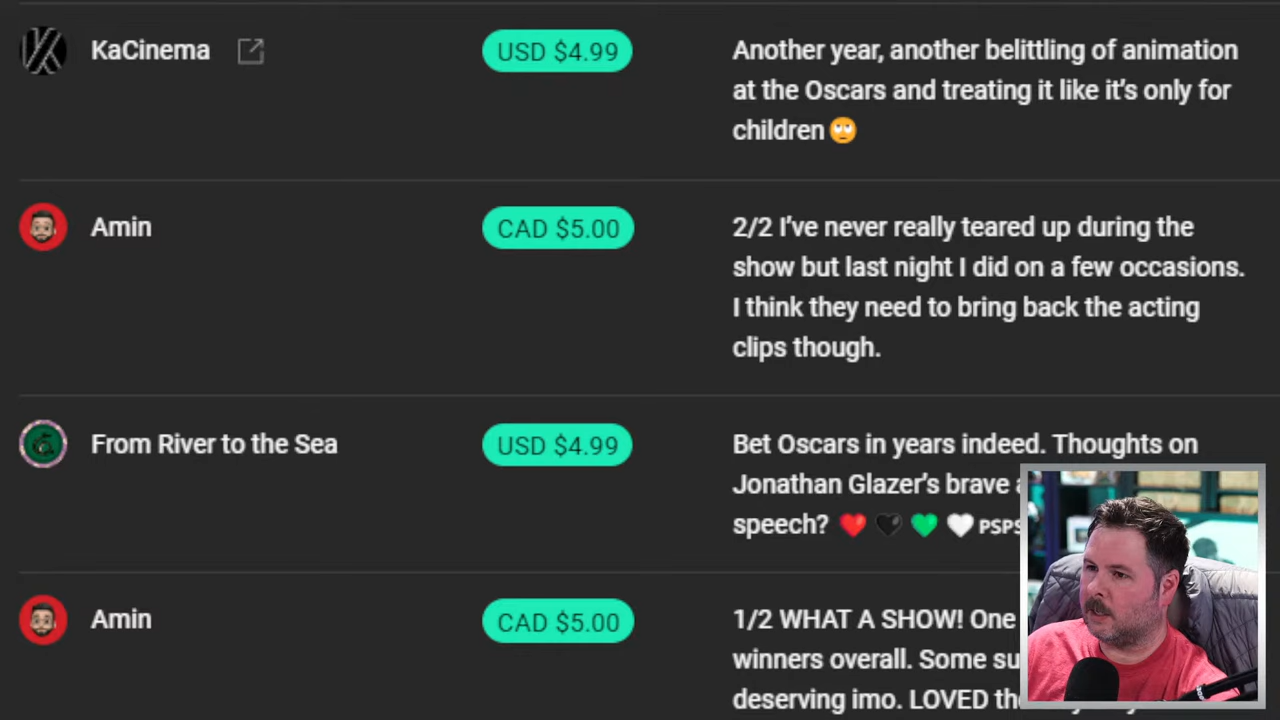 KaCinema
USD $4.99
Another year, another belittling of animation
at the Oscars and treating it like it's only for
children 🙄
Amin
CAD $5.00
2/2 I've never really teared up during the
show but last night I did on a few occasions.
I think they need to bring back the acting
clips though.
From River to the Sea
USD $4.99
Bet Oscars in years indeed. Thoughts on
Jonathan Glazer's brave
speech? ❤️ 🖤 💚 🤍
Amin
CAD $5.00
1/2 WHAT A SHOW! One
winners overall. Some
deserving imo. LOVED